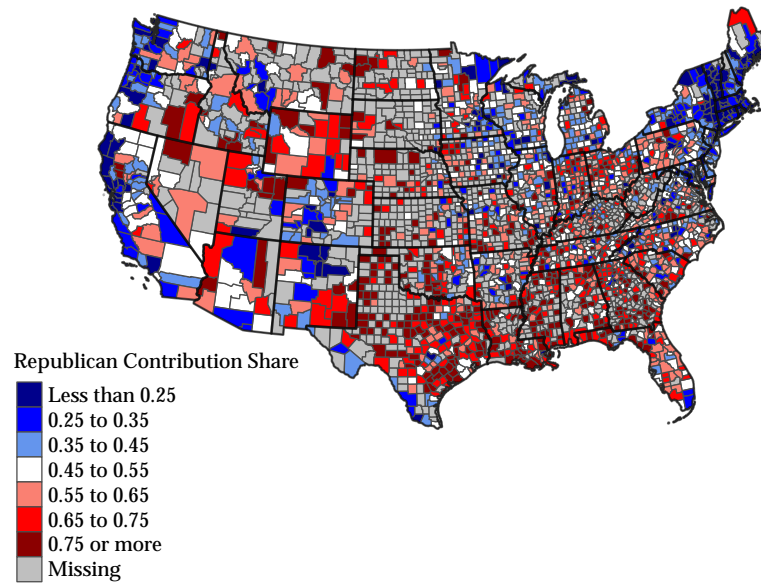 Republican Contribution Share
Less than 0.25
0.25 to 0.35
0.35 to 0.45
0.45 to 0.55
0.55 to 0.65
0.65 to 0.75
0.75 or more
Missing